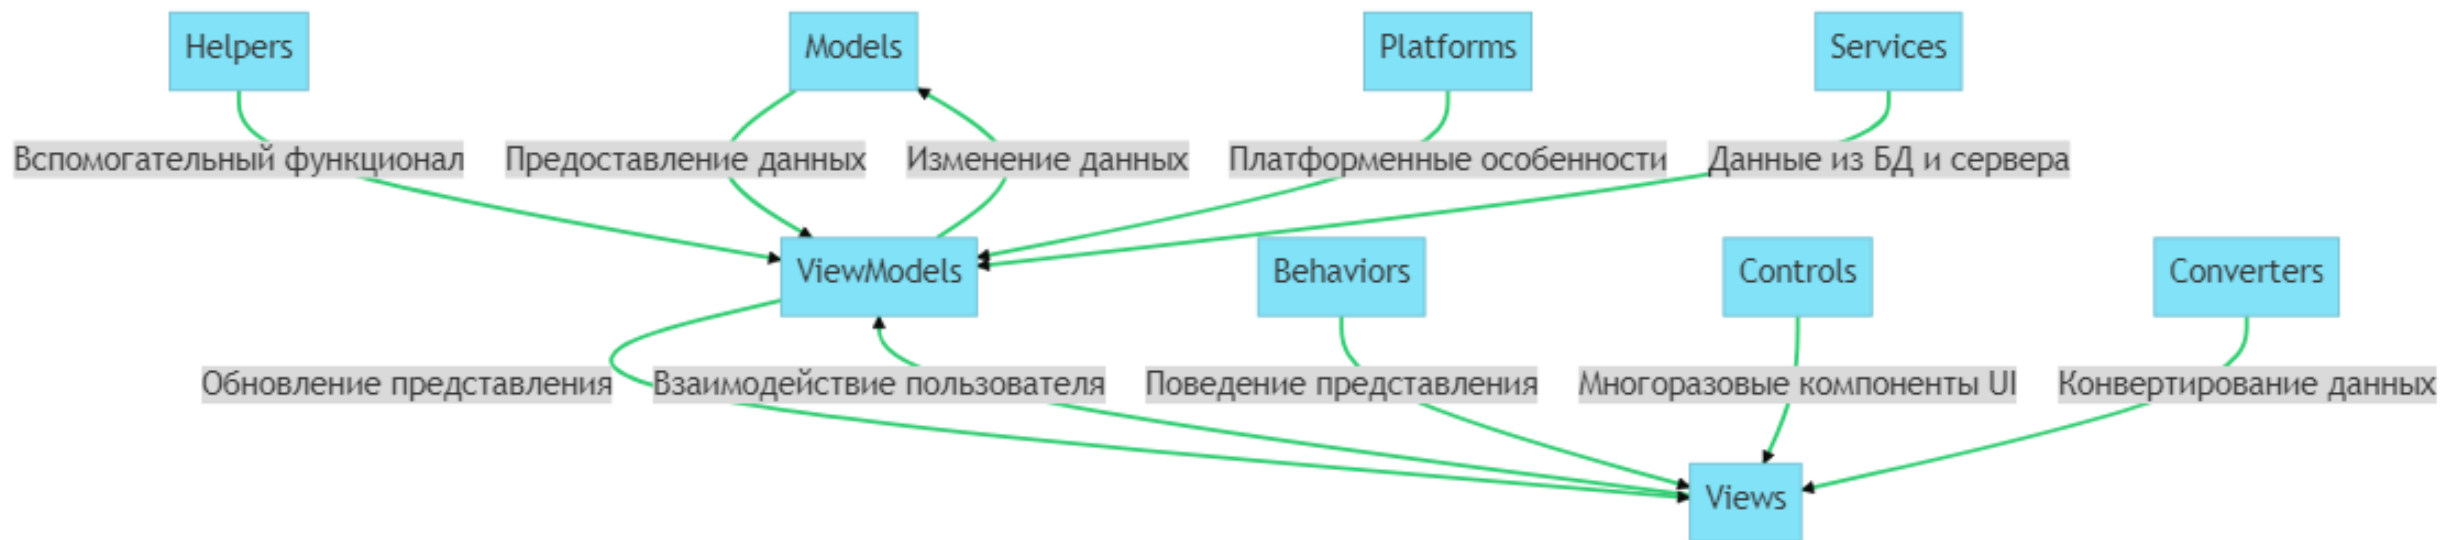 Helpers
Models
Platforms
Services
Вспомогательный функционал
Предоставление данных
Изменение данных
Платформенные особенности
Данные из БД и сервера
ViewModels
Behaviors
Controls
Converters
Обновление представления
Взаимодействие пользователя
Поведение представления
Многоразовые компоненты UI
Конвертирование данных
Views